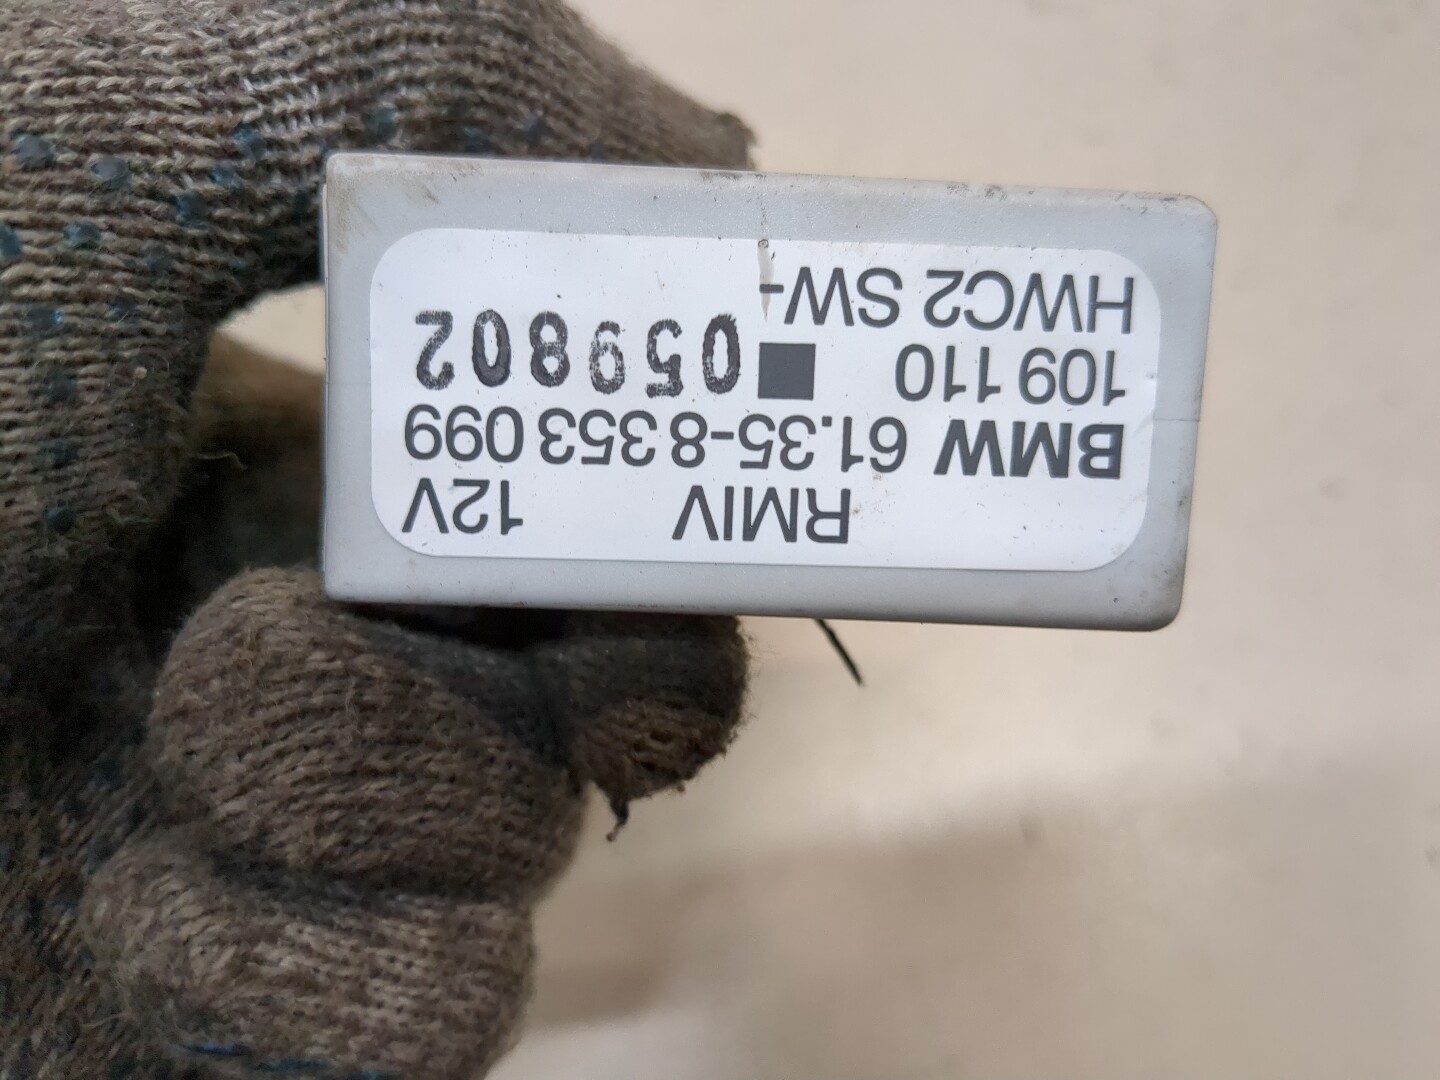 RMIV 12V
BMW 61.35-8 353 099
109 110 059802
HWC2 SW-